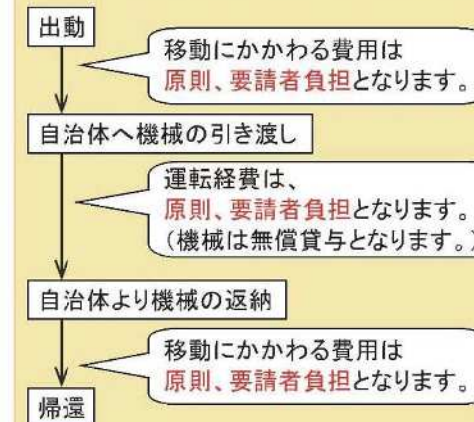 出動
移動にかかわる費用は
原則、要請者負担となります。
自治体へ機械の引き渡し
運転経費は、
原則、要請者負担となります。
（機械は無償貸与となります。）
自治体より機械の返納
移動にかかわる費用は
原則、要請者負担となります。
帰還